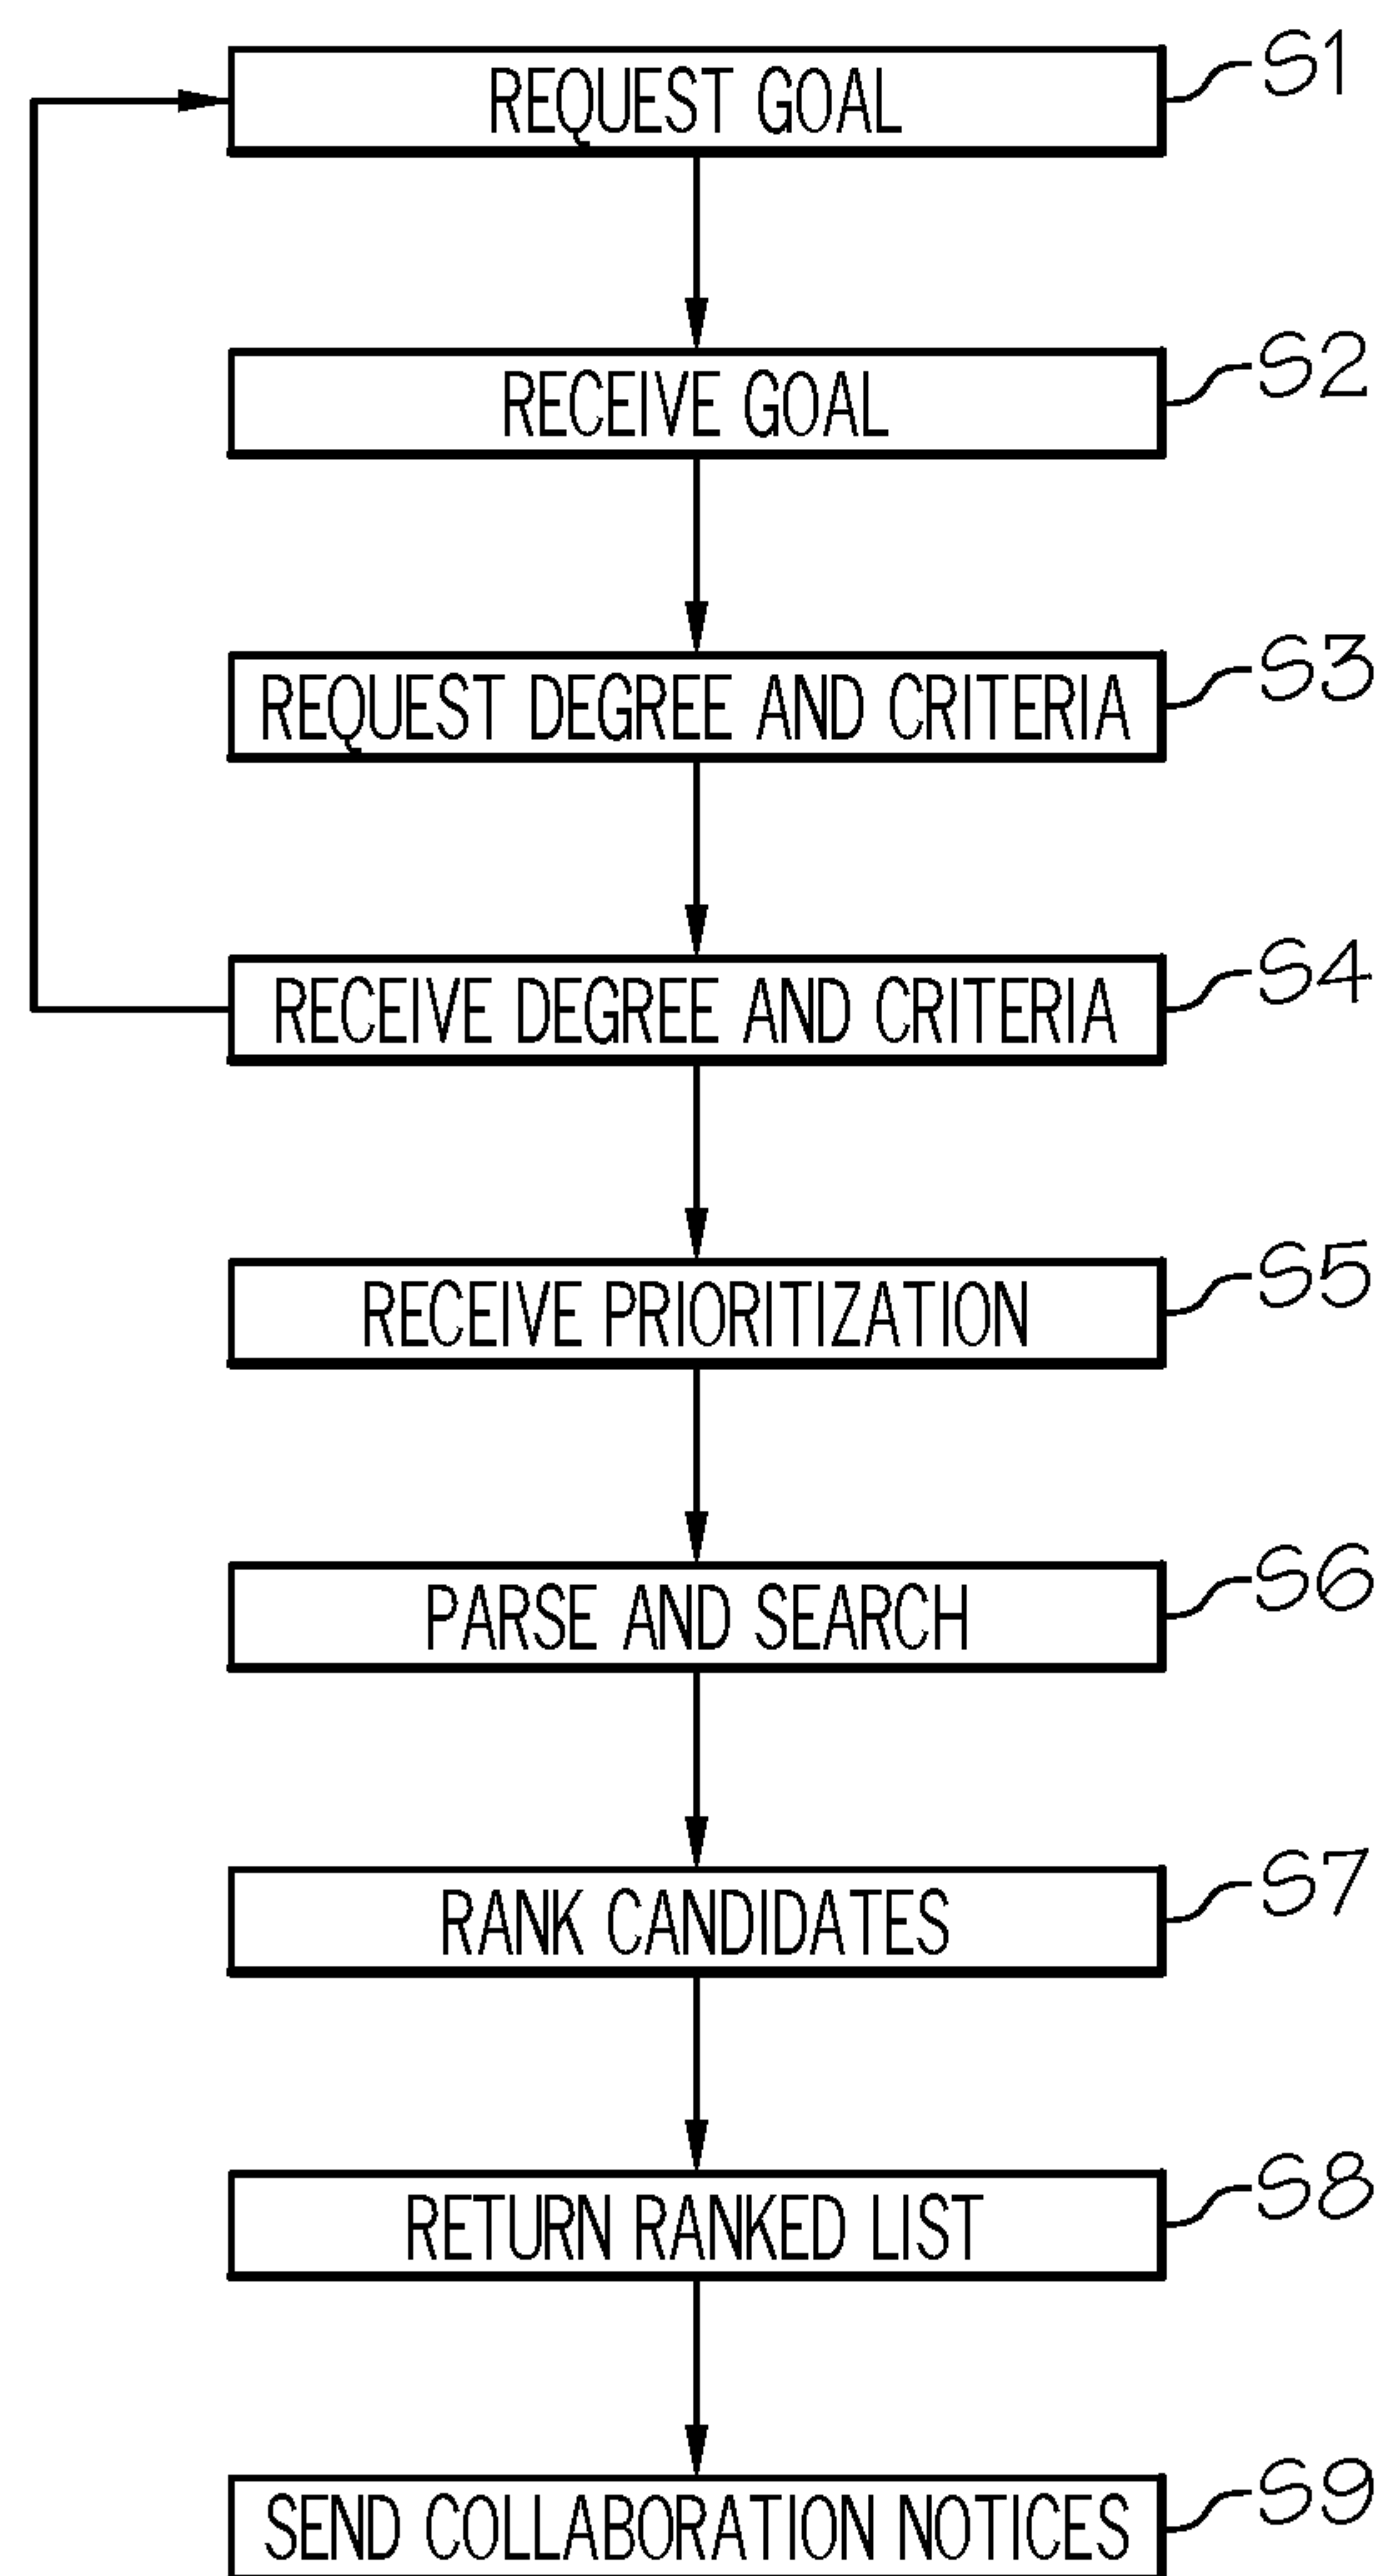 REQUEST GOAL S1
RECEIVE GOAL S2
REQUEST DEGREE AND CRITERIA S3
RECEIVE DEGREE AND CRITERIA S4
RECEIVE PRIORITIZATION S5
PARSE AND SEARCH S6
RANK CANDIDATES S7
RETURN RANKED LIST S8
SEND COLLABORATION NOTICES S9